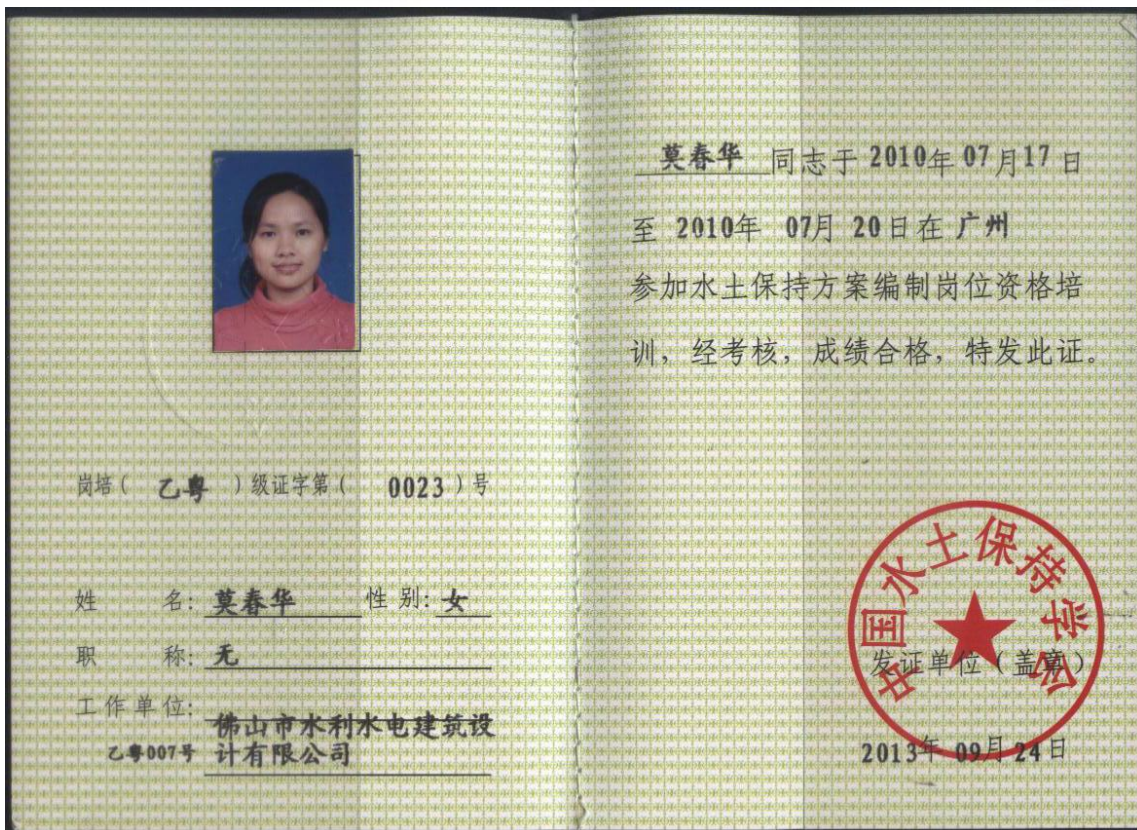 岗培（ 乙粤 ）级证字第（ 0023 ）号
姓 名: 莫春华 性别: 女
职 称: 无
工作单位:
佛山市水利水电建筑设
乙粤007号 计有限公司
莫春华 同志于 2010年 07月17日
至 2010年 07月 20日在 广州
参加水土保持方案编制岗位资格培
训，经考核，成绩合格，特发此证。
中国水土保持学会
发证单位（盖章）
2013年 09月 24日